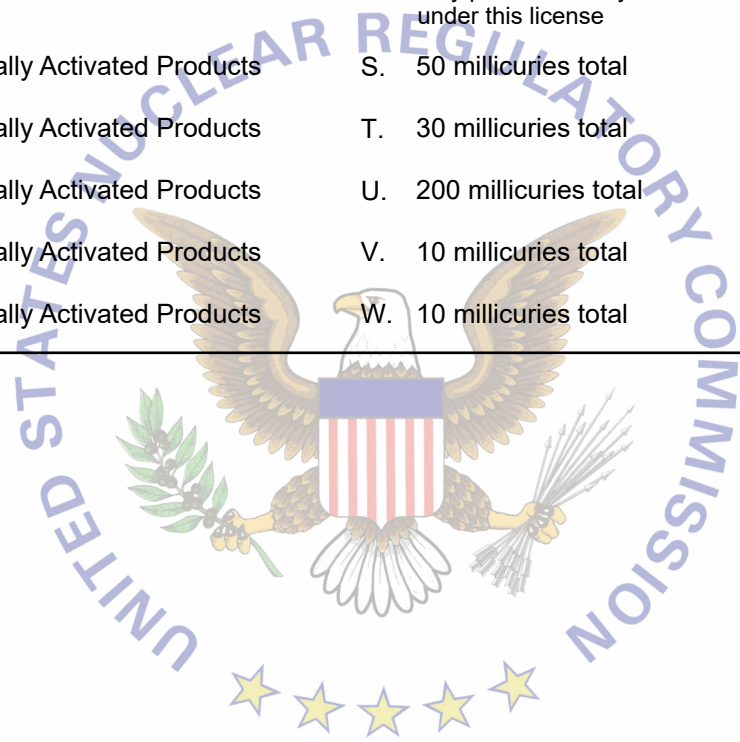 under this license
ally Activated Products S. 50 millicuries total
ally Activated Products T. 30 millicuries total
ally Activated Products U. 200 millicuries total
ally Activated Products V. 10 millicuries total
ally Activated Products W. 10 millicuries total
UNITED STATES NUCLEAR REGULATORY COMMISSION